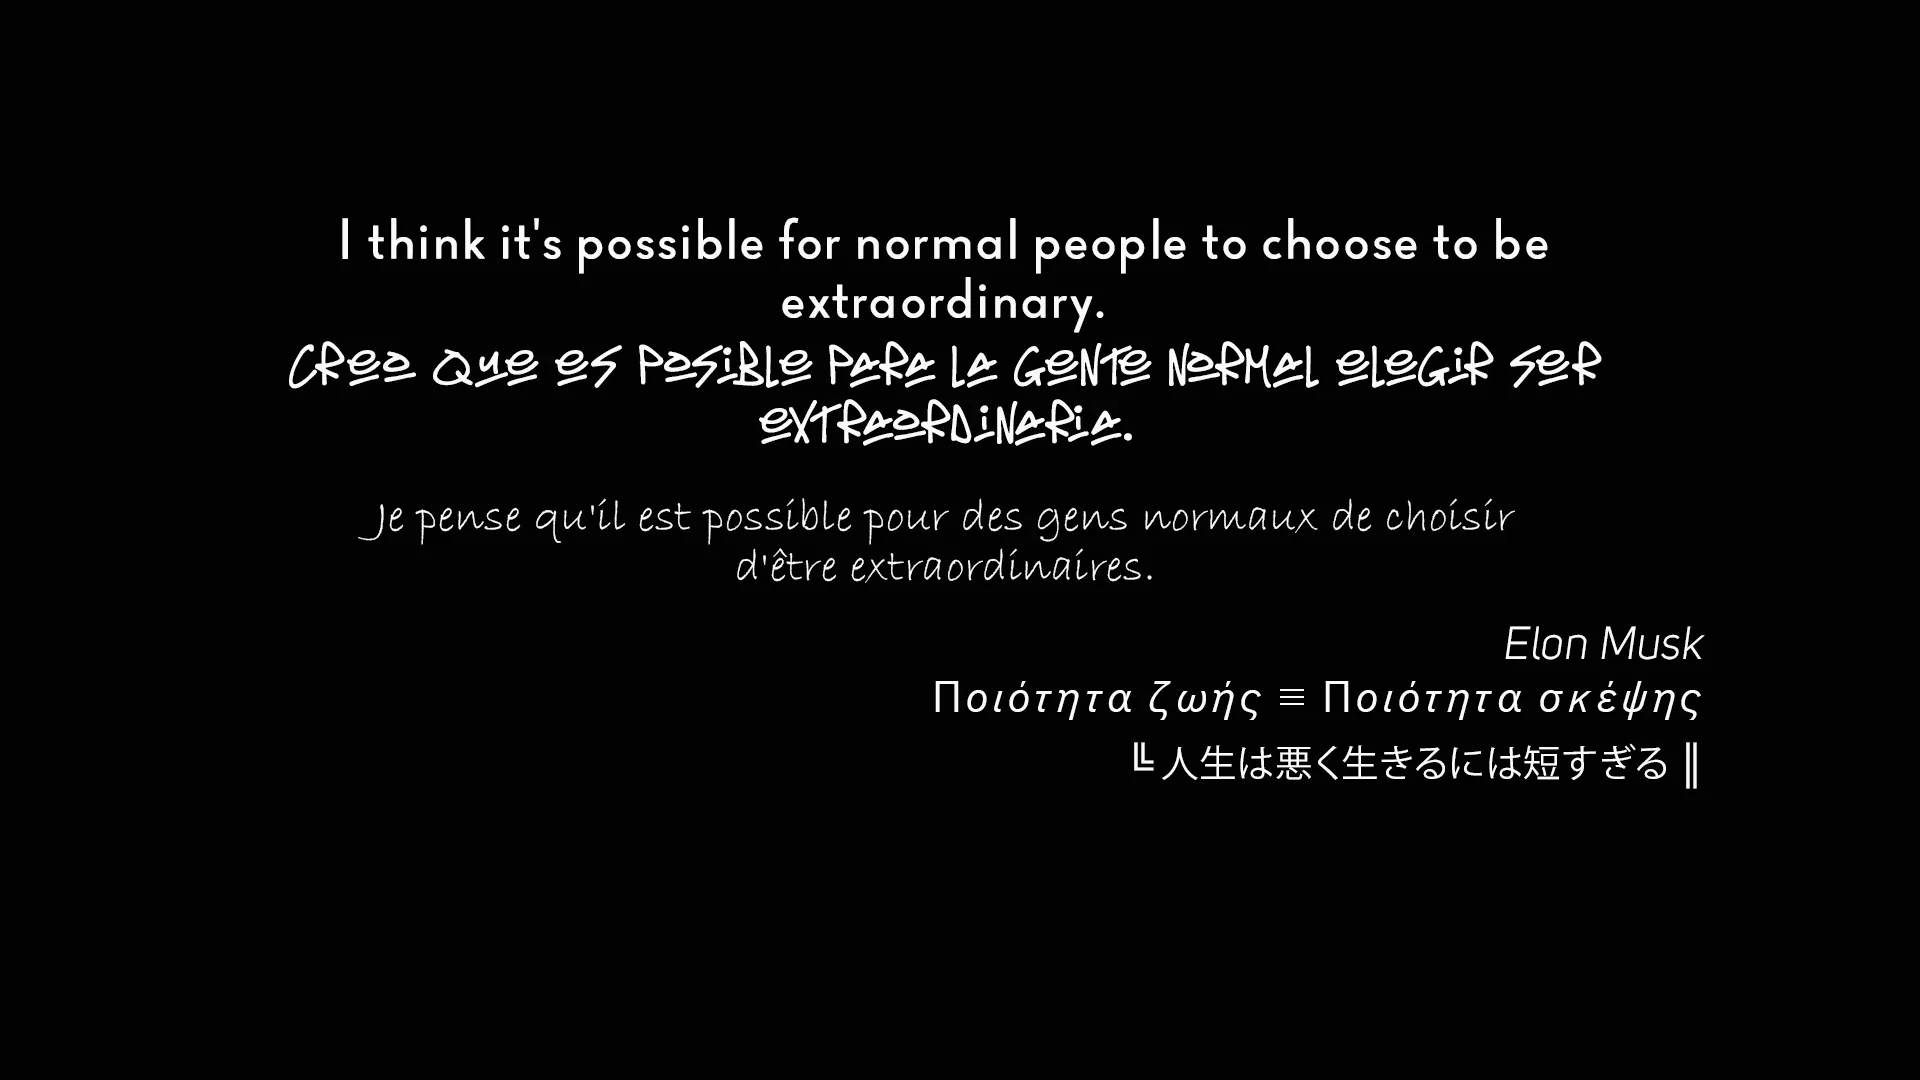 I think it's possible for normal people to choose to be
extraordinary.
Creo que es posible para la gente normal elegir ser
extraordinaria.
Je pense qu'il est possible pour des gens normaux de choisir
d'être extraordinaires.
Elon Musk
Ποιότητα ζωής ≡ Ποιότητα σκέψης
╚ 人生は悪く生きるには短すぎる ║